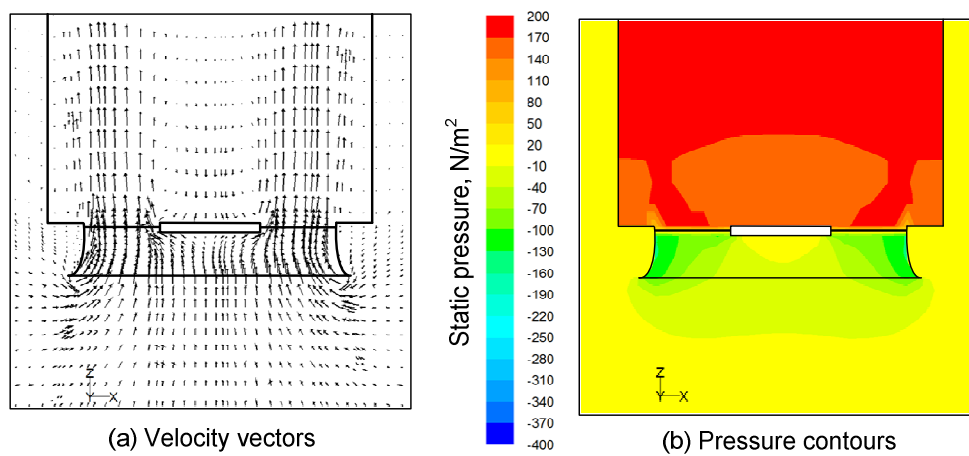 Z
Y
X
(a) Velocity vectors
Static pressure, N/m²
200
170
140
110
80
50
20
-10
-40
-70
-100
-130
-160
-190
-220
-250
-280
-310
-340
-370
-400
Z
Y
X
(b) Pressure contours